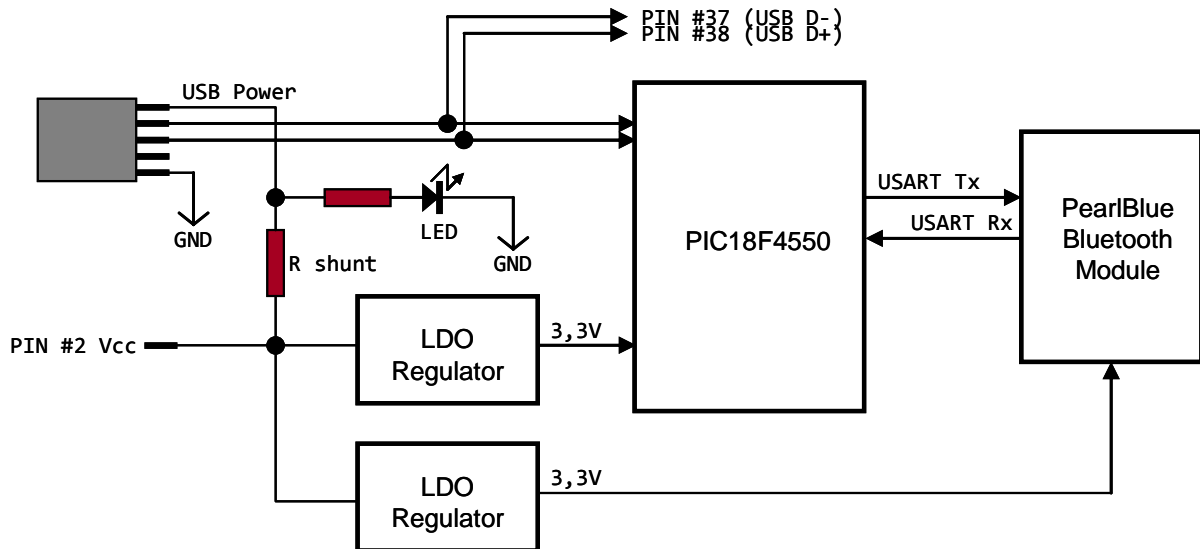 PIN #37 (USB D-)
PIN #38 (USB D+)
USB Power
GND
LED
GND
R shunt
PIN #2 Vcc
LDO
Regulator
3,3V
LDO
Regulator
3,3V
PIC18F4550
USART Tx
USART Rx
PearlBlue
Bluetooth
Module